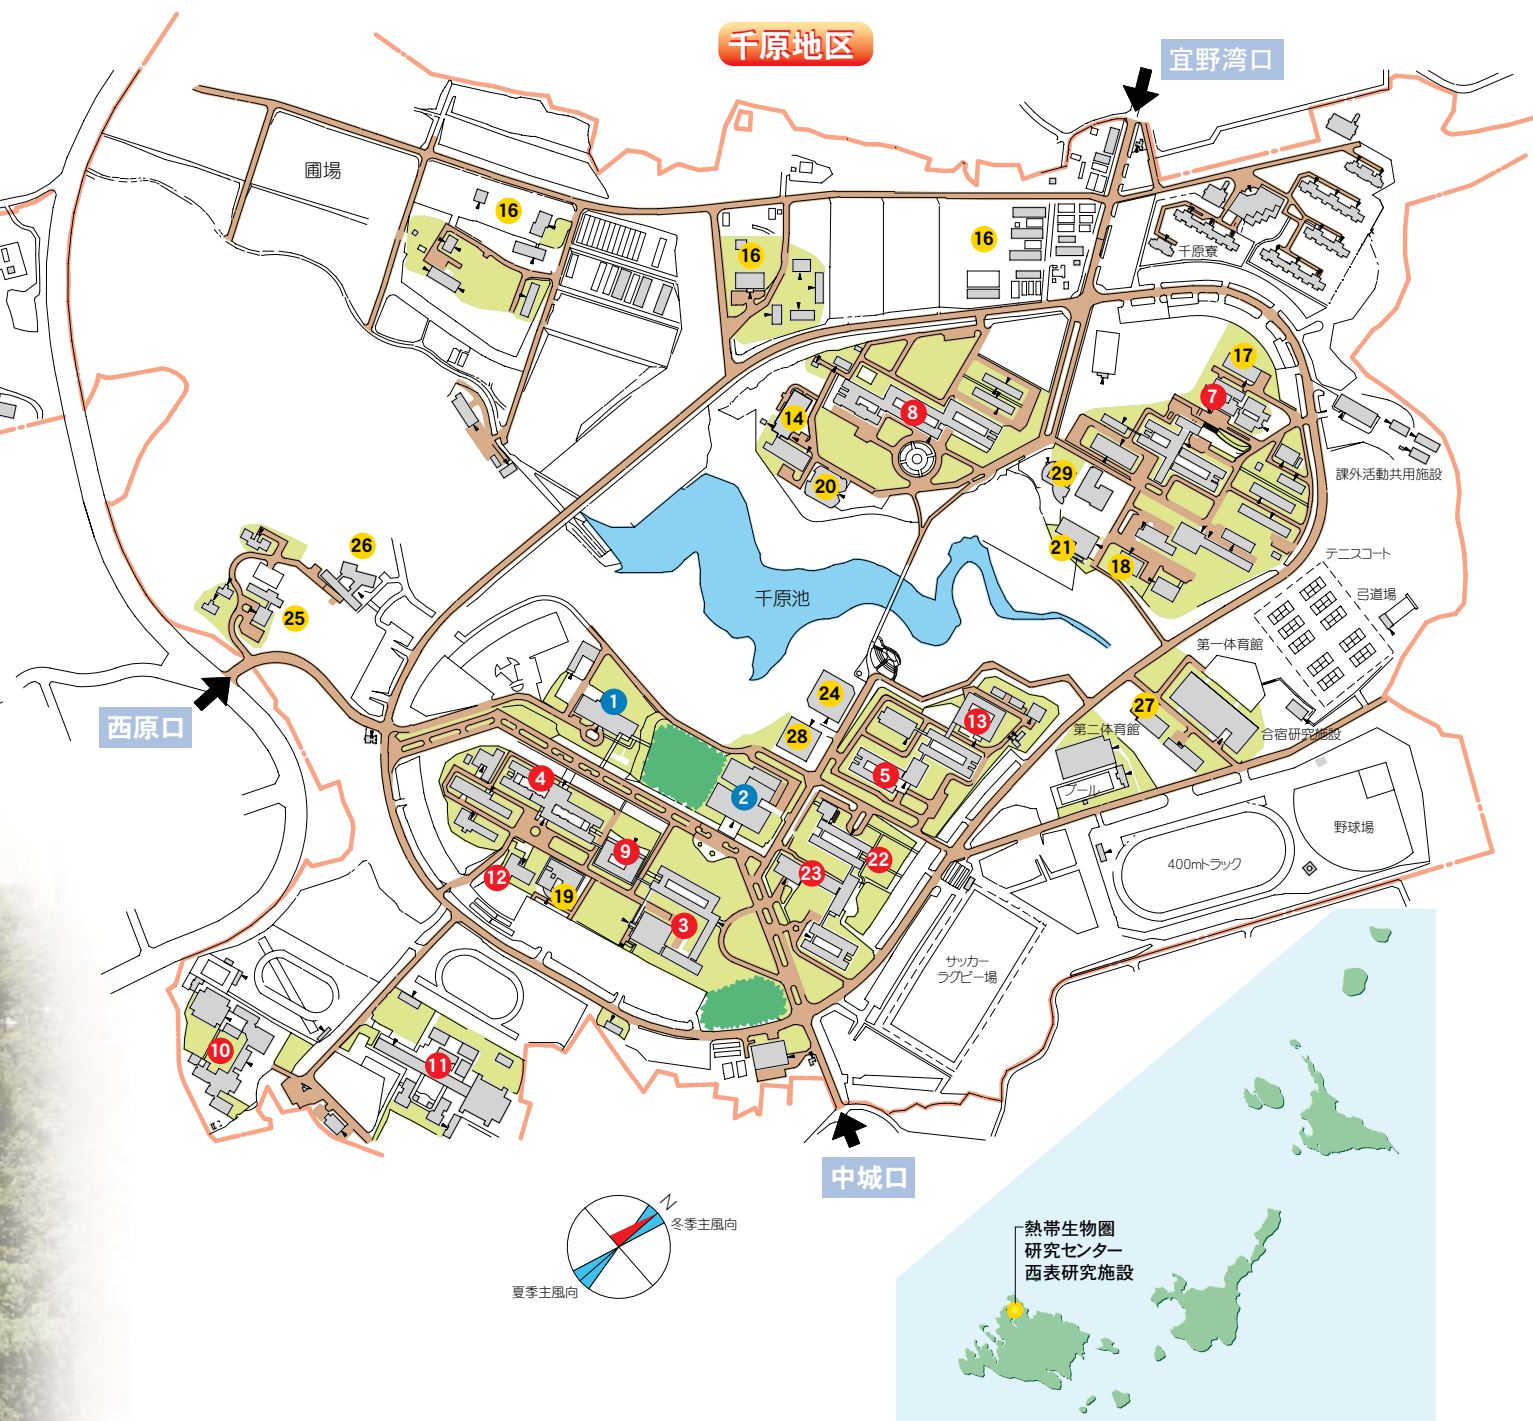 千原地区
宜野湾口
圃場
16
16
16
千原寮
17
7
8
14
29
課外活動共用施設
20
21
18
テニスコート
弓道場
26
25
千原池
第一体育館
西原口
1
24
28
13
27
第二体育館
合宿研究施設
4
5
2
プール
野球場
400mトラック
9
22
12
23
19
3
サッカー
ラグビー場
10
11
中城口
N
冬季主風向
夏季主風向
熱帯生物圏
研究センター
西表研究施設